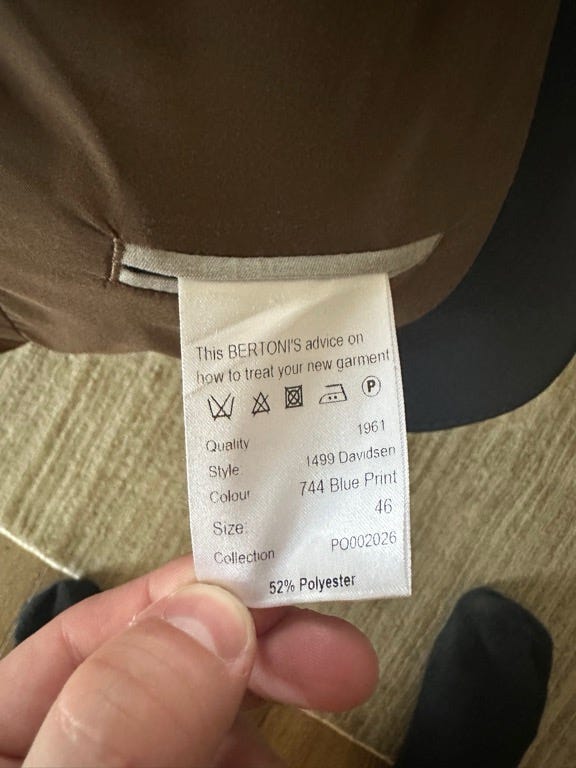 This BERTONI'S advice on
how to treat your new garment
P
Quality 1961
Style 1499 Davidsen
Colour 744 Blue Print
Size: 46
Collection PO002026
52% Polyester